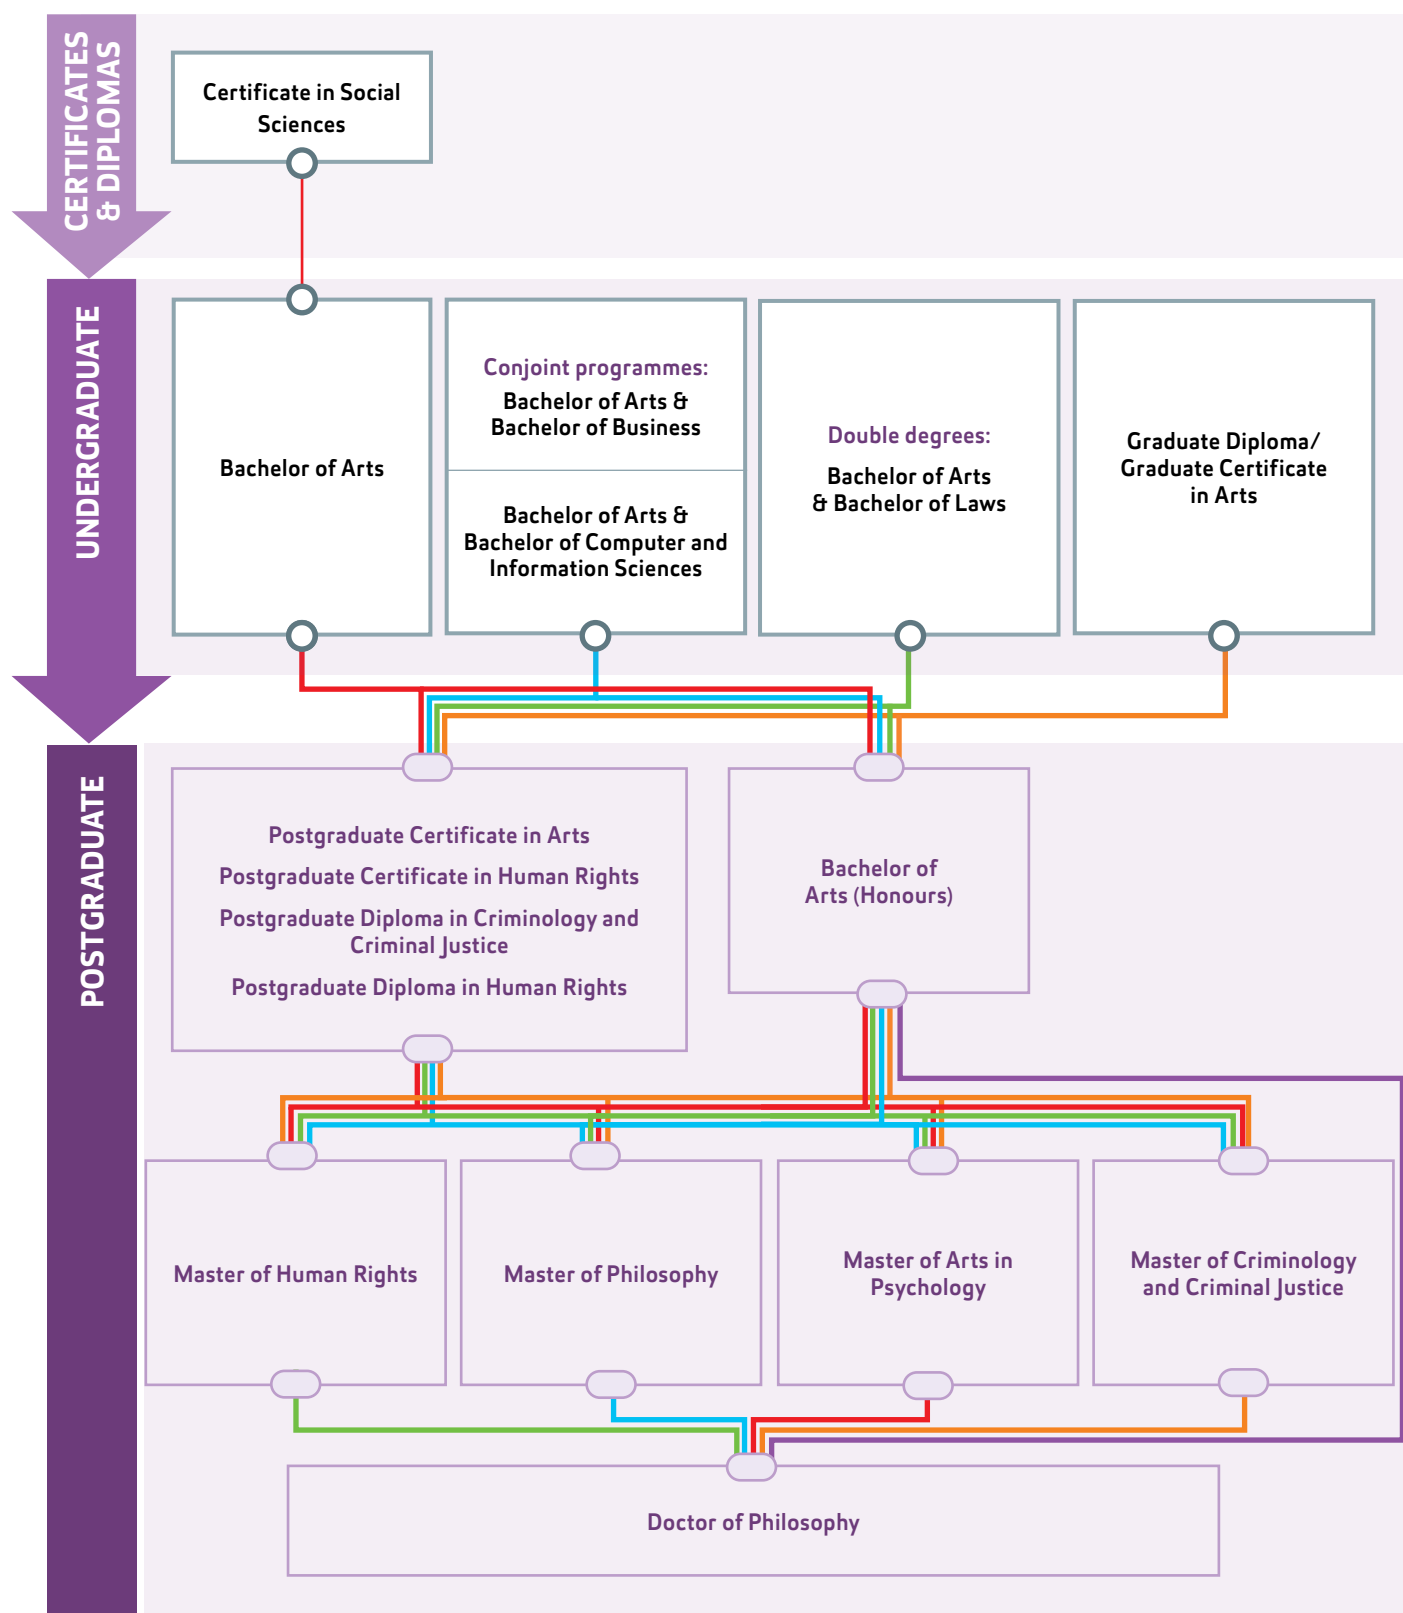 CERTIFICATES
& DIPLOMAS
Certificate in Social
Sciences
UNDERGRADUATE
Bachelor of Arts
Conjoint programmes:
Bachelor of Arts &
Bachelor of Business
Bachelor of Arts &
Bachelor of Computer and
Information Sciences
Double degrees:
Bachelor of Arts
& Bachelor of Laws
Graduate Diploma/
Graduate Certificate
in Arts
POSTGRADUATE
Postgraduate Certificate in Arts
Postgraduate Certificate in Human Rights
Postgraduate Diploma in Criminology and
Criminal Justice
Postgraduate Diploma in Human Rights
Bachelor of
Arts (Honours)
Master of Human Rights
Master of Philosophy
Master of Arts in
Psychology
Master of Criminology
and Criminal Justice
Doctor of Philosophy